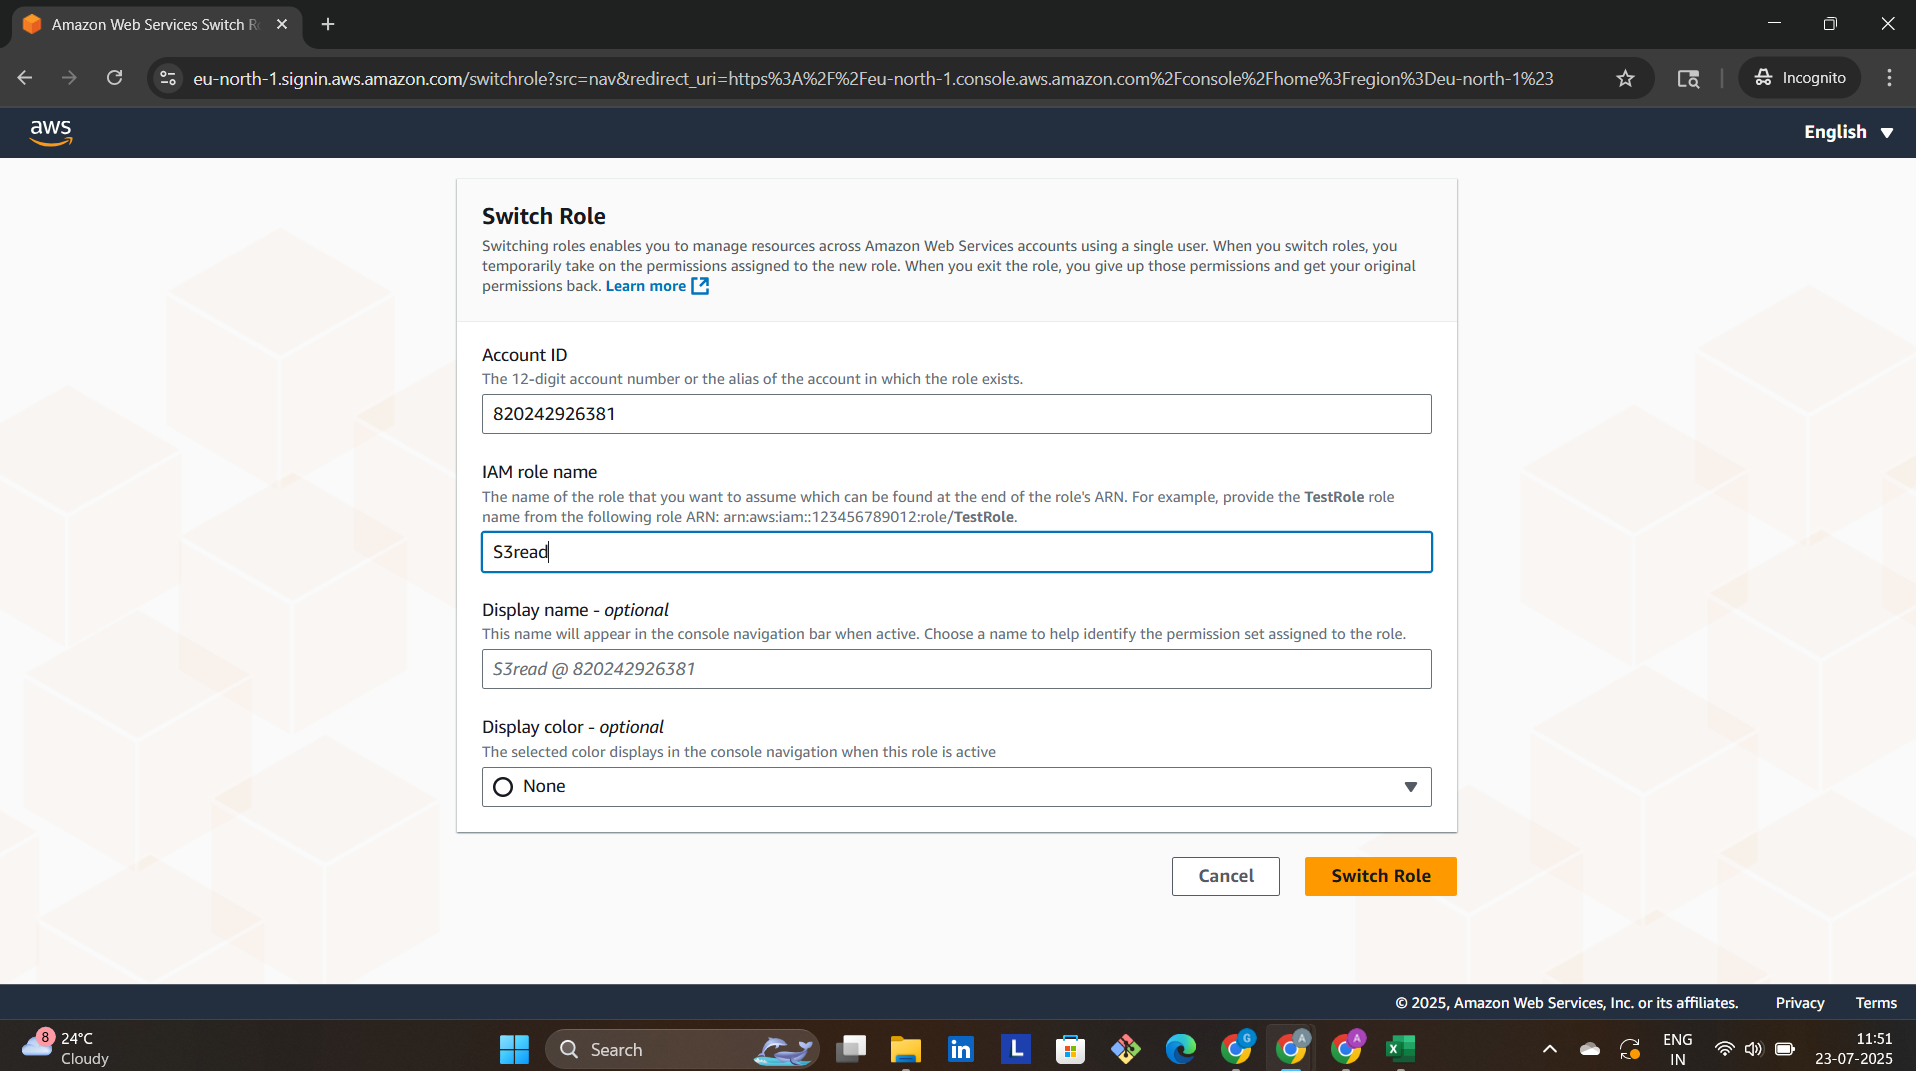 Amazon Web Services Switch R
eu-north-1.signin.aws.amazon.com/switchrole?src=nav&redirect_uri=https%3A%2F%2Feu-north-1.console.aws.amazon.com%2Fconsole%2Fhome%3Fregion%3Deu-north-1%23
Incognito
aws
English
Switch Role
Switching roles enables you to manage resources across Amazon Web Services accounts using a single user. When you switch roles, you
temporarily take on the permissions assigned to the new role. When you exit the role, you give up those permissions and get your original
permissions back. Learn more
Account ID
The 12-digit account number or the alias of the account in which the role exists.
820242926381
IAM role name
The name of the role that you want to assume which can be found at the end of the role's ARN. For example, provide the TestRole role
name from the following role ARN: arn:aws:iam::123456789012:role/TestRole.
S3read
Display name - optional
This name will appear in the console navigation bar when active. Choose a name to help identify the permission set assigned to the role.
S3read @ 820242926381
Display color - optional
The selected color displays in the console navigation when this role is active
None
Cancel
Switch Role
© 2025, Amazon Web Services, Inc. or its affiliates.
Privacy
Terms
8
24°C
Cloudy
Search
in
L
G
A
A
X
ENG
IN
11:51
23-07-2025